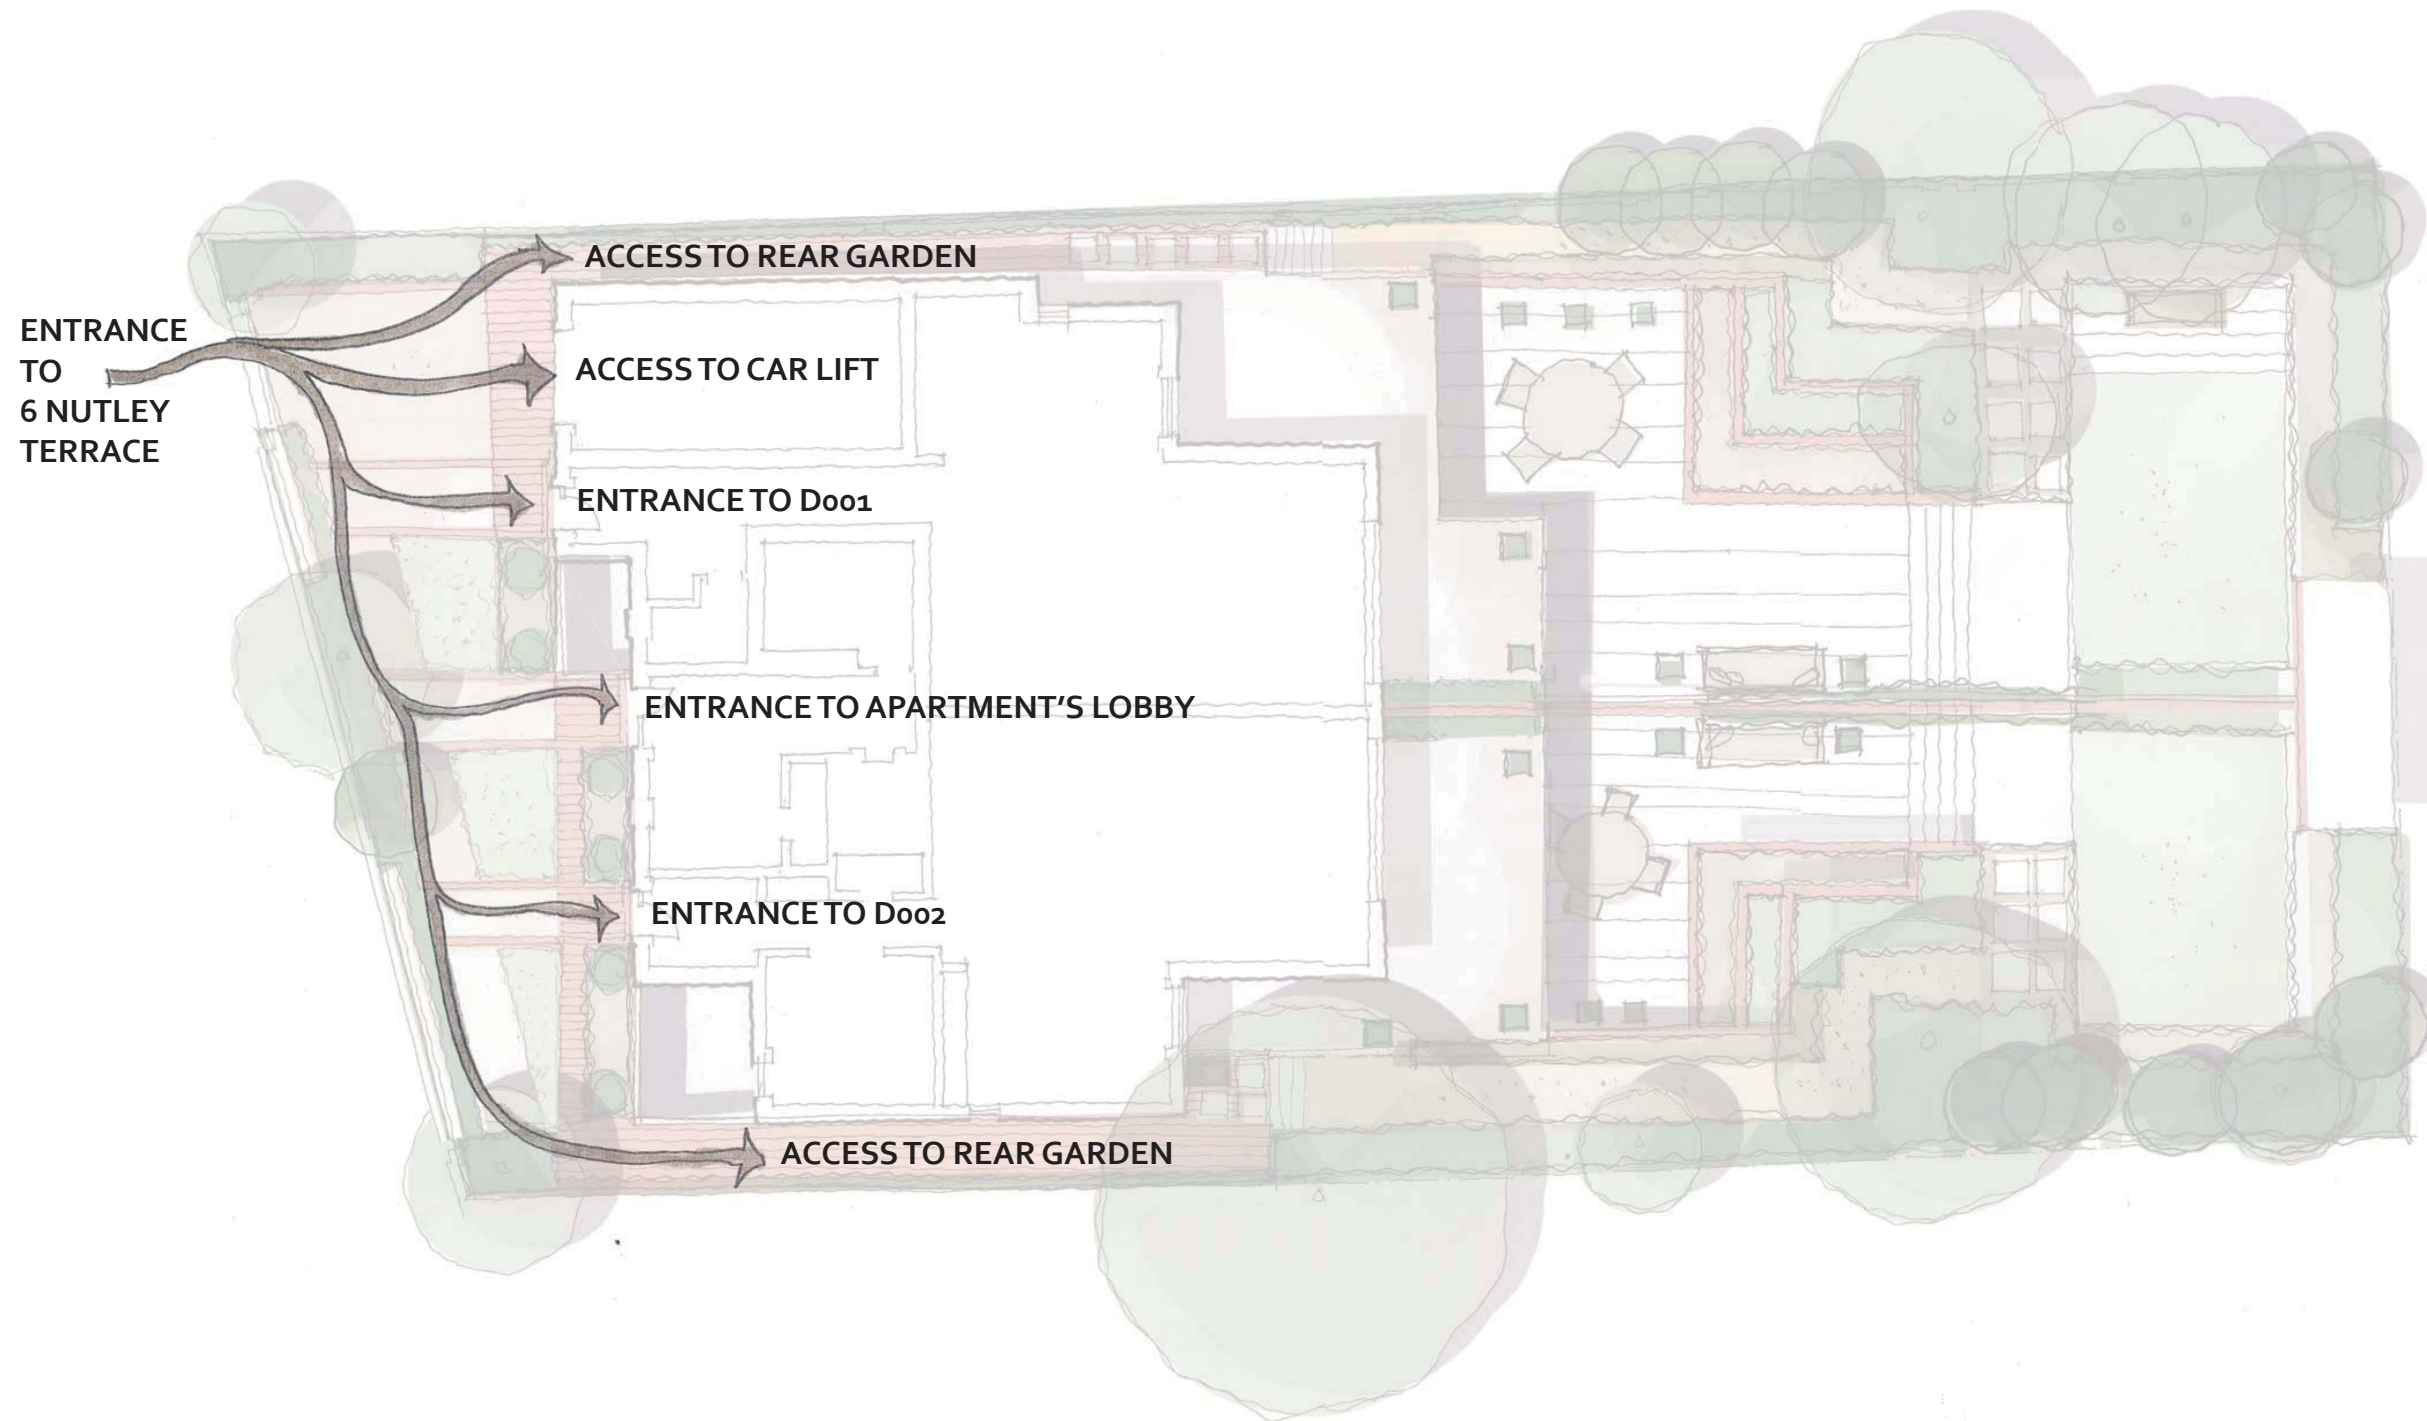 ACCESS TO REAR GARDEN
ENTRANCE
TO
6 NUTLEY
TERRACE
ACCESS TO CAR LIFT
ENTRANCE TO D001
ENTRANCE TO APARTMENT'S LOBBY
ENTRANCE TO D002
ACCESS TO REAR GARDEN